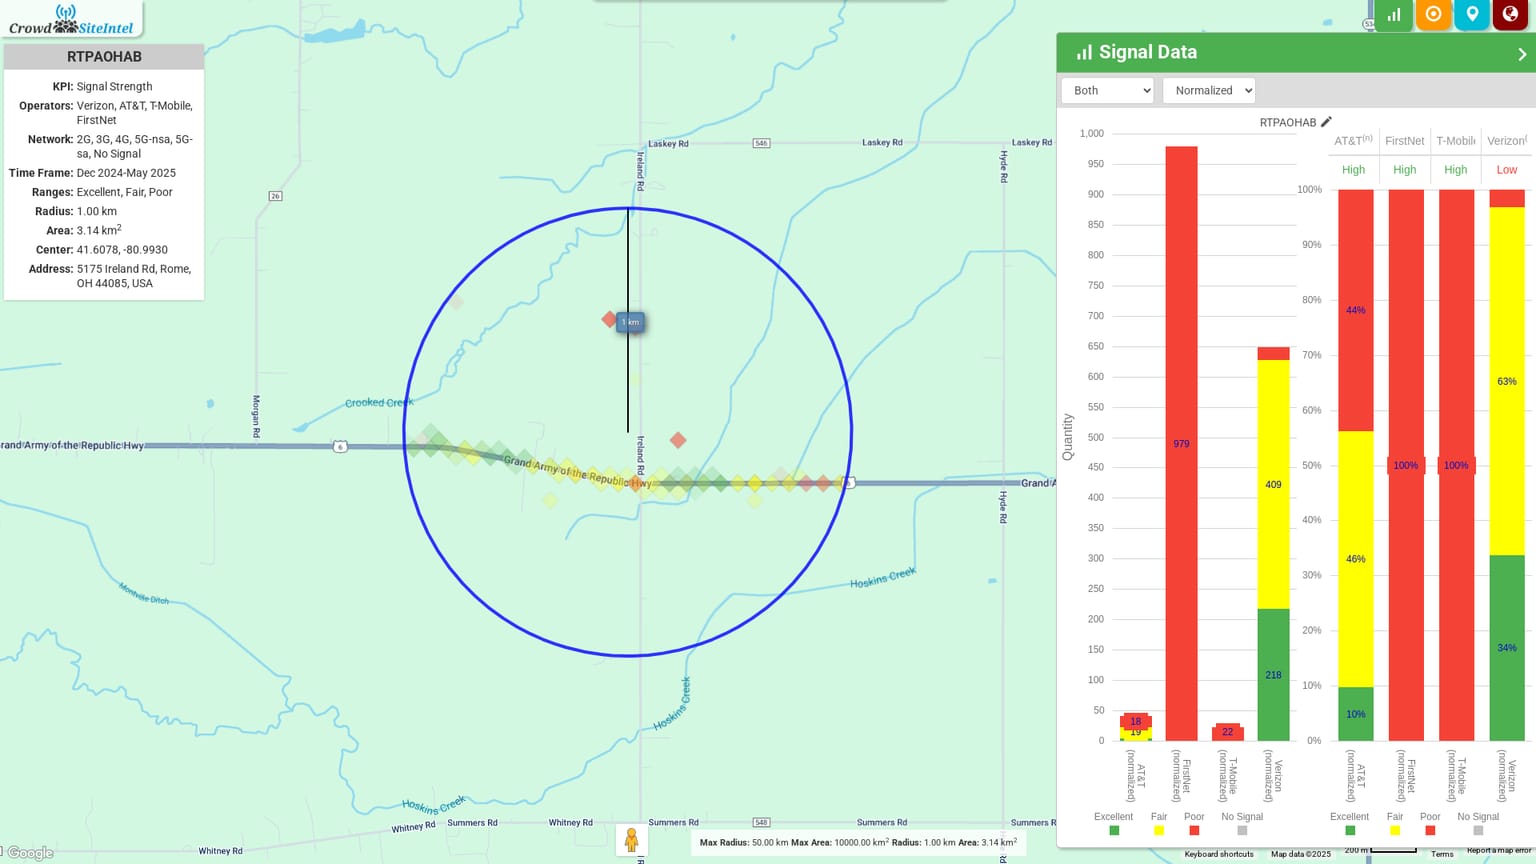 Crowd SiteIntel
RTPAOHAB
KPI: Signal Strength
Operators: Verizon, AT&T, T-Mobile,
FirstNet
Network: 2G, 3G, 4G, 5G-nsa, 5G-
sa, No Signal
Time Frame: Dec 2024-May 2025
Ranges: Excellent, Fair, Poor
Radius: 1.00 km
Area: 3.14 km²
Center: 41.6078, -80.9930
Address: 5175 Ireland Rd, Rome,
OH 44085, USA
Laskey Rd
546
Laskey Rd
Laskey Rd
Ireland Rd
Hyde Rd
26
1 km
Crooked Creek
Morgan Rd
rand Army of the Republic Hwy
6
Grand Army of the Republic Hwy
Ireland Rd
Grand A
Hyde Rd
Montville Ditch
Hoskins Creek
Hoskins Creek
Hoskins Creek
Whitney Rd
Summers Rd
Whitney Rd
Summers Rd
548
Summers R
Whitney Rd
Google
Max Radius: 50.00 km Max Area: 10000.00 km² Radius: 1.00 km Area: 3.14 km²
Signal Data
Both
Normalized
RTPAOHAB
Quantity
1,000
950
900
850
800
750
700
650
600
550
500
450
400
350
300
250
200
150
100
50
0
18
19
979
22
409
218
AT&T (normalized)
FirstNet (normalized)
T-Mobile (normalized)
Verizon (normalized)
Excellent
Fair
Poor
No Signal
AT&T(n)
FirstNet
T-Mobile
Verizon(
High
High
High
Low
100%
90%
80%
70%
60%
50%
40%
30%
20%
10%
0%
44%
46%
10%
100%
100%
63%
34%
AT&T (normalized)
FirstNet (normalized)
T-Mobile (normalized)
Verizon (normalized)
Excellent
Fair
Poor
No Signal
Keyboard shortcuts
Map data ©2025
200 m
Terms
Report a map error